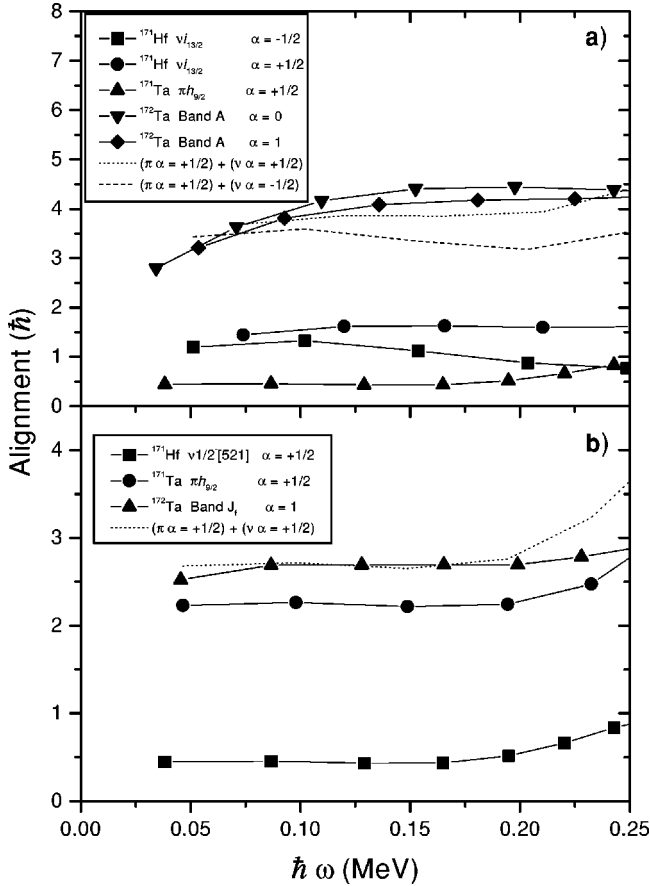 8
a)
¹⁷¹Hf νi₁₃/₂ α = -1/2
¹⁷¹Hf νi₁₃/₂ α = +1/2
7
¹⁷¹Ta πh₉/₂ α = +1/2
¹⁷²Ta Band A α = 0
6
¹⁷²Ta Band A α = 1
(π α = +1/2) + (ν α = +1/2)
(π α = +1/2) + (ν α = -1/2)
5
4
3
2
1
0
Alignment (ℏ)
b)
4
¹⁷¹Hf ν1/2⁻[521] α = +1/2
¹⁷¹Ta πh₉/₂ α = +1/2
¹⁷²Ta Band Jf α = 1
(π α = +1/2) + (ν α = +1/2)
3
2
1
0
0.00 0.05 0.10 0.15 0.20 0.25
ℏ ω (MeV)